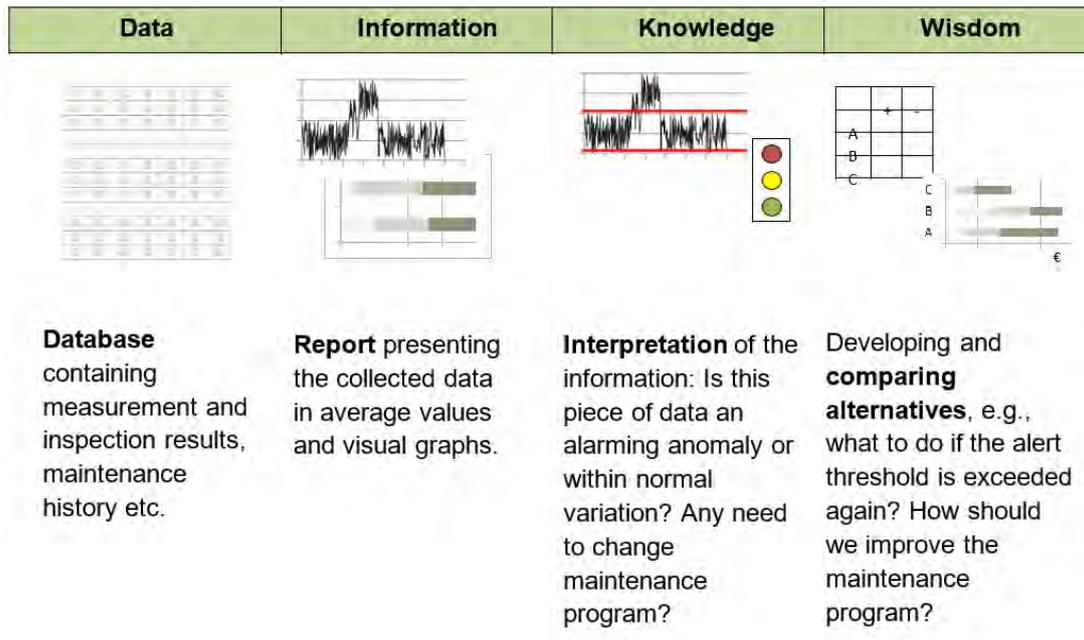 Data
Information
Knowledge
Wisdom
+
-
A
B
C
C
B
A
€
Database
containing
measurement and
inspection results,
maintenance
history etc.
Report presenting
the collected data
in average values
and visual graphs.
Interpretation of the
information: Is this
piece of data an
alarming anomaly or
within normal
variation? Any need
to change
maintenance
program?
Developing and
comparing
alternatives, e.g.,
what to do if the alert
threshold is exceeded
again? How should
we improve the
maintenance
program?